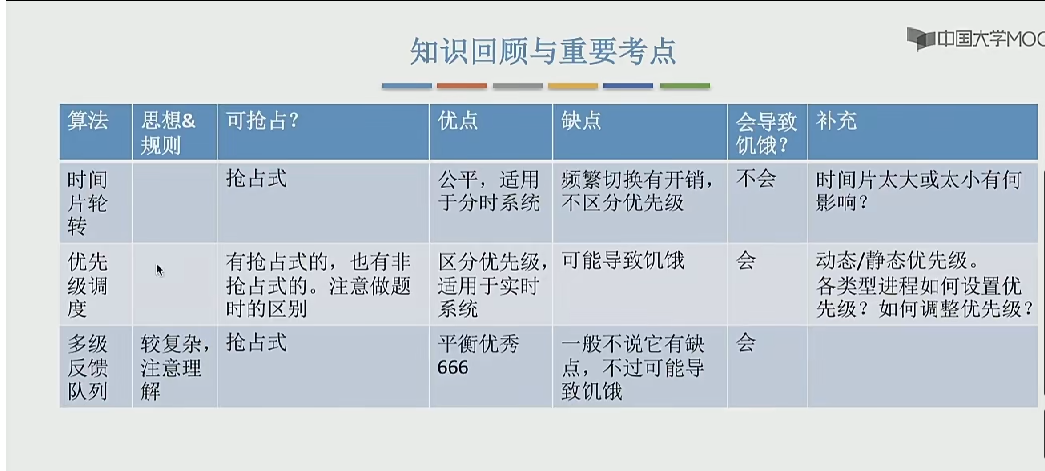 知识回顾与重要考点
中国大学MOO
算法
思想&
规则
可抢占？
优点
缺点
会导致
饥饿？
补充
时间
片轮
转
抢占式
公平，适用
于分时系统
频繁切换有开销，
不区分优先级
不会
时间片太大或太小有何
影响？
优先
级调
度
有抢占式的，也有非
抢占式的。注意做题
时的区别
区分优先级，
适用于实时
系统
可能导致饥饿
会
动态/静态优先级。
各类型进程如何设置优
先级？如何调整优先级？
多级
反馈
队列
较复杂，
注意理
解
抢占式
平衡优秀
666
一般不说它有缺
点，不过可能导
致饥饿
会